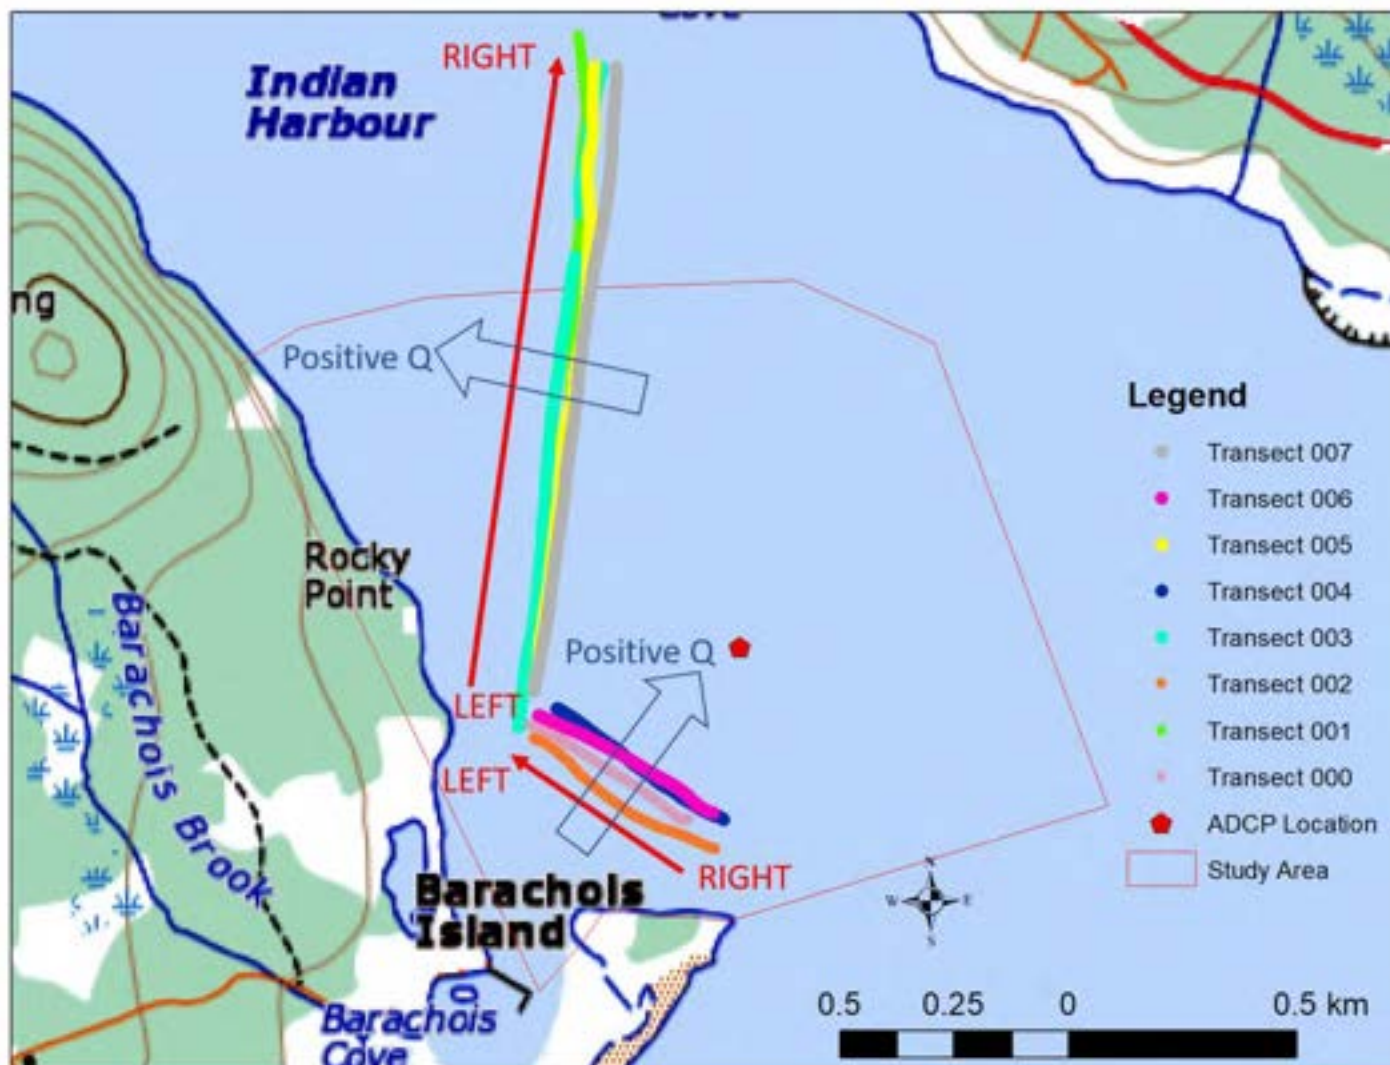 Cove
RIGHT
Indian
Harbour
ng
Positive Q
Legend
Transect 007
Transect 006
Transect 005
Transect 004
Transect 003
Transect 002
Transect 001
Transect 000
ADCP Location
Study Area
Rocky
Point
Positive Q
LEFT
LEFT
RIGHT
Barachois Brook
Barachois
Island
Barachois
Cove
N
W
E
S
0.5 0.25 0 0.5 km